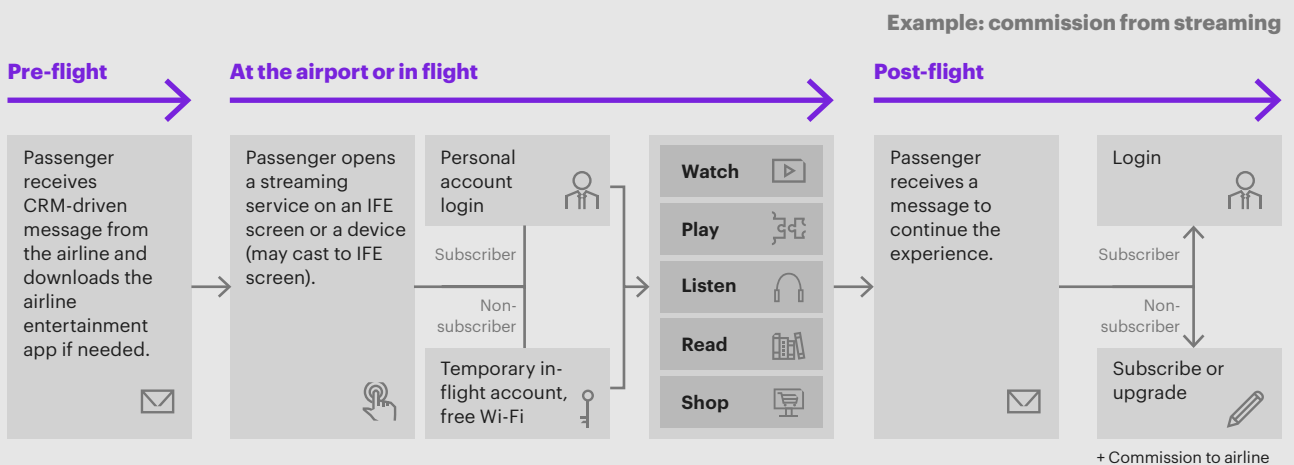 Example: commission from streaming
Pre-flight
At the airport or in flight
Post-flight
Passenger
receives
CRM-driven
message from
the airline and
downloads the
airline
entertainment
app if needed.
Passenger opens
a streaming
service on an IFE
screen or a device
(may cast to IFE
screen).
Personal
account
login
Subscriber
Non-
subscriber
Temporary in-
flight account,
free Wi-Fi
Watch
Play
Listen
Read
Shop
Passenger
receives a
message to
continue the
experience.
Login
Subscriber
Non-
subscriber
Subscribe or
upgrade
+ Commission to airline